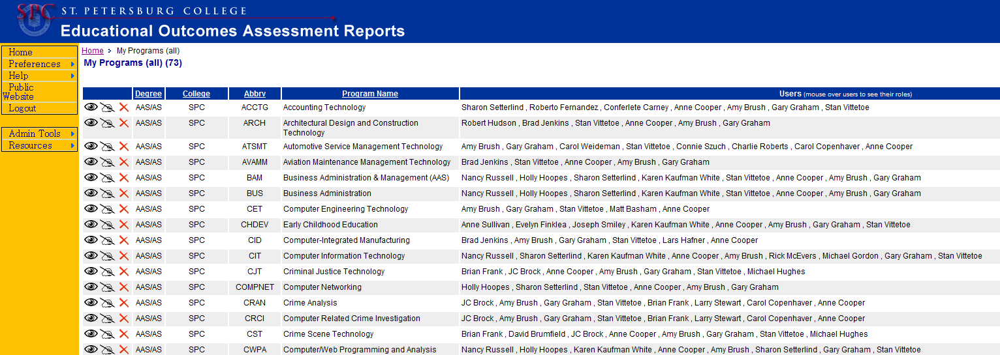 SPC ST. PETERSBURG COLLEGE
Educational Outcomes Assessment Reports
Home
Preferences
Help
Public
Website
Logout
Admin Tools
Resources
Home My Programs (all)
My Programs (all) (73)
Degree College Abbrv Program Name Users (mouse over users to see their roles)
AAS/AS SPC ACCTG Accounting Technology Sharon Setterlind , Roberto Fernandez , Conferlete Carney , Anne Cooper , Amy Brush , Gary Graham , Stan Vittetoe
AAS/AS SPC ARCH Architectural Design and Construction Robert Hudson , Brad Jenkins , Stan Vittetoe , Anne Cooper , Amy Brush , Gary Graham
Technology
AAS/AS SPC ATSMT Automotive Service Management Technology Amy Brush , Gary Graham , Carol Weideman , Stan Vittetoe , Connie Szuch , Charlie Roberts , Carol Copenhaver , Anne Cooper
AAS/AS SPC AVAMM Aviation Maintenance Management Technology Brad Jenkins , Stan Vittetoe , Anne Cooper , Amy Brush , Gary Graham
AAS/AS SPC BAM Business Administration & Management (AAS) Nancy Russell , Holly Hoopes , Sharon Setterlind , Karen Kaufman White , Stan Vittetoe , Anne Cooper , Amy Brush , Gary Graham
AAS/AS SPC BUS Business Administration Nancy Russell , Holly Hoopes , Sharon Setterlind , Karen Kaufman White , Stan Vittetoe , Anne Cooper , Amy Brush , Gary Graham
AAS/AS SPC CET Computer Engineering Technology Amy Brush , Gary Graham , Stan Vittetoe , Matt Basham , Anne Cooper
AAS/AS SPC CHDEV Early Childhood Education Anne Sullivan , Evelyn Finklea , Joseph Smiley , Karen Kaufman White , Anne Cooper , Amy Brush , Gary Graham , Stan Vittetoe
AAS/AS SPC CID Computer-Integrated Manufacturing Brad Jenkins , Amy Brush , Gary Graham , Stan Vittetoe , Lars Hafner , Anne Cooper
AAS/AS SPC CIT Computer Information Technology Nancy Russell , Sharon Setterlind , Karen Kaufman White , Anne Cooper , Amy Brush , Rick McEvers , Michael Gordon , Gary Graham , Stan Vittetoe
AAS/AS SPC CJT Criminal Justice Technology Brian Frank , JC Brock , Anne Cooper , Amy Brush , Gary Graham , Stan Vittetoe , Michael Hughes
AAS/AS SPC COMPNET Computer Networking Holly Hoopes , Sharon Setterlind , Stan Vittetoe , Anne Cooper , Amy Brush , Gary Graham
AAS/AS SPC CRAN Crime Analysis JC Brock , Amy Brush , Gary Graham , Stan Vittetoe , Brian Frank , Larry Stewart , Carol Copenhaver , Anne Cooper
AAS/AS SPC CRCI Computer Related Crime Investigation JC Brock , Amy Brush , Gary Graham , Stan Vittetoe , Brian Frank , Larry Stewart , Carol Copenhaver , Anne Cooper
AAS/AS SPC CST Crime Scene Technology Brian Frank , David Brumfield , JC Brock , Anne Cooper , Amy Brush , Gary Graham , Stan Vittetoe , Michael Hughes
AAS/AS SPC CWPA Computer/Web Programming and Analysis Nancy Russell , Holly Hoopes , Karen Kaufman White , Anne Cooper , Amy Brush , Sharon Setterlind , Gary Graham , Stan Vittetoe